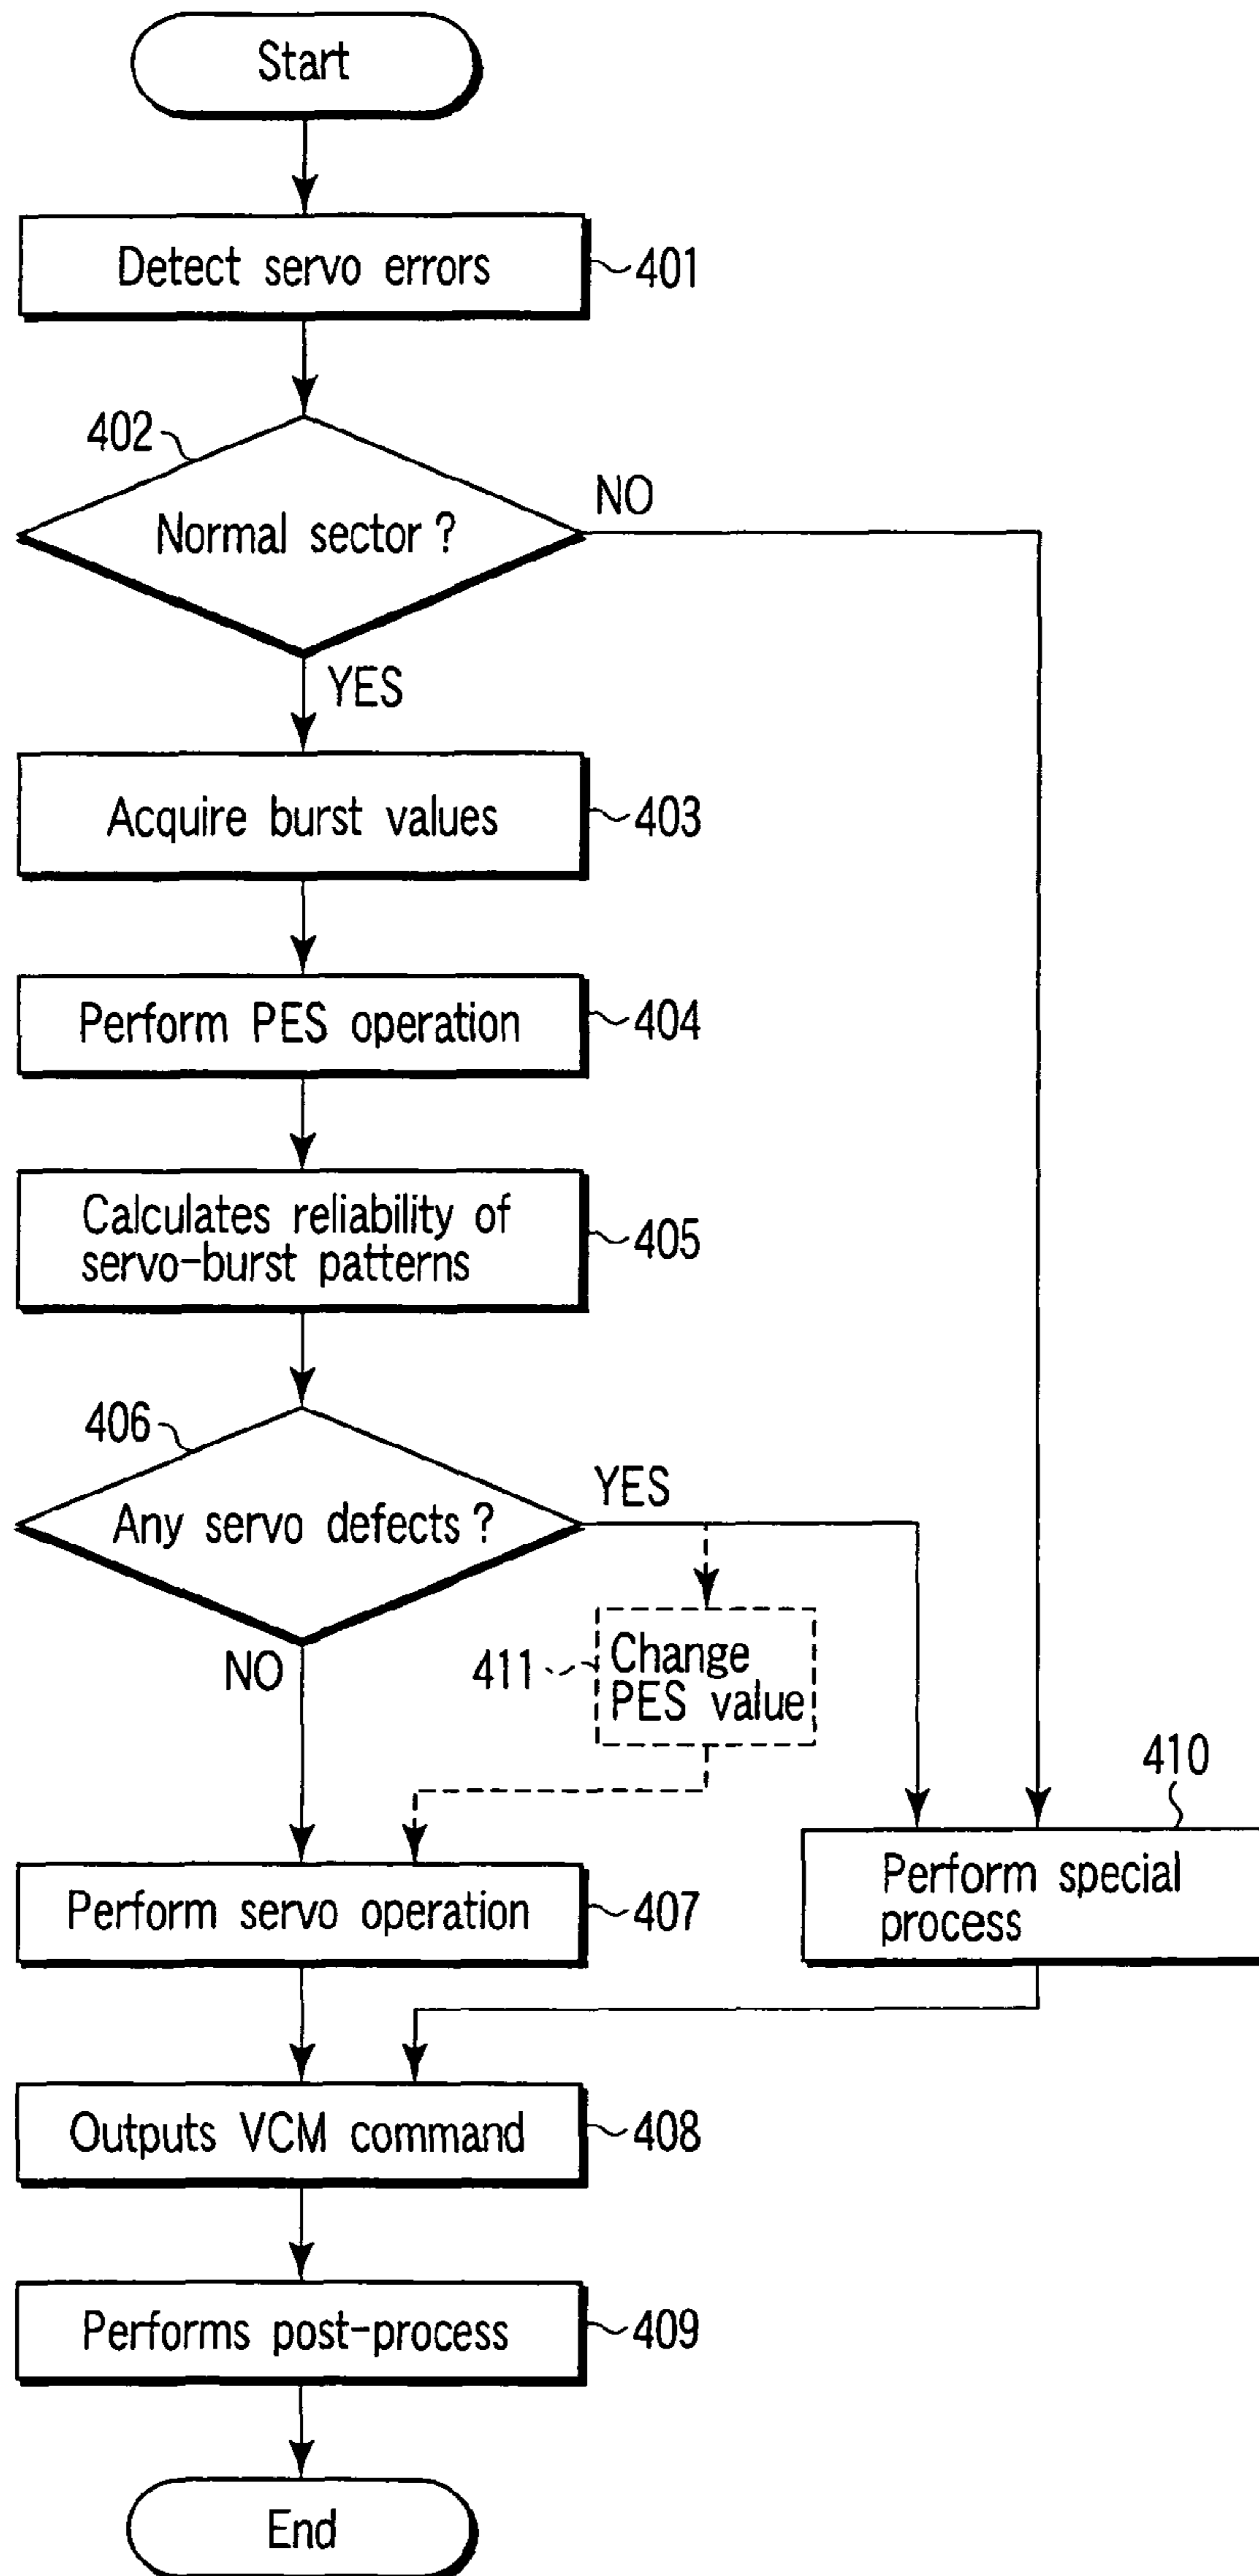 Start
Detect servo errors
401
402
Normal sector ?
NO
YES
Acquire burst values
403
Perform PES operation
404
Calculates reliability of
servo-burst patterns
405
406
Any servo defects ?
YES
NO
411
Change
PES value
410
Perform special
process
Perform servo operation
407
Outputs VCM command
408
Performs post-process
409
End